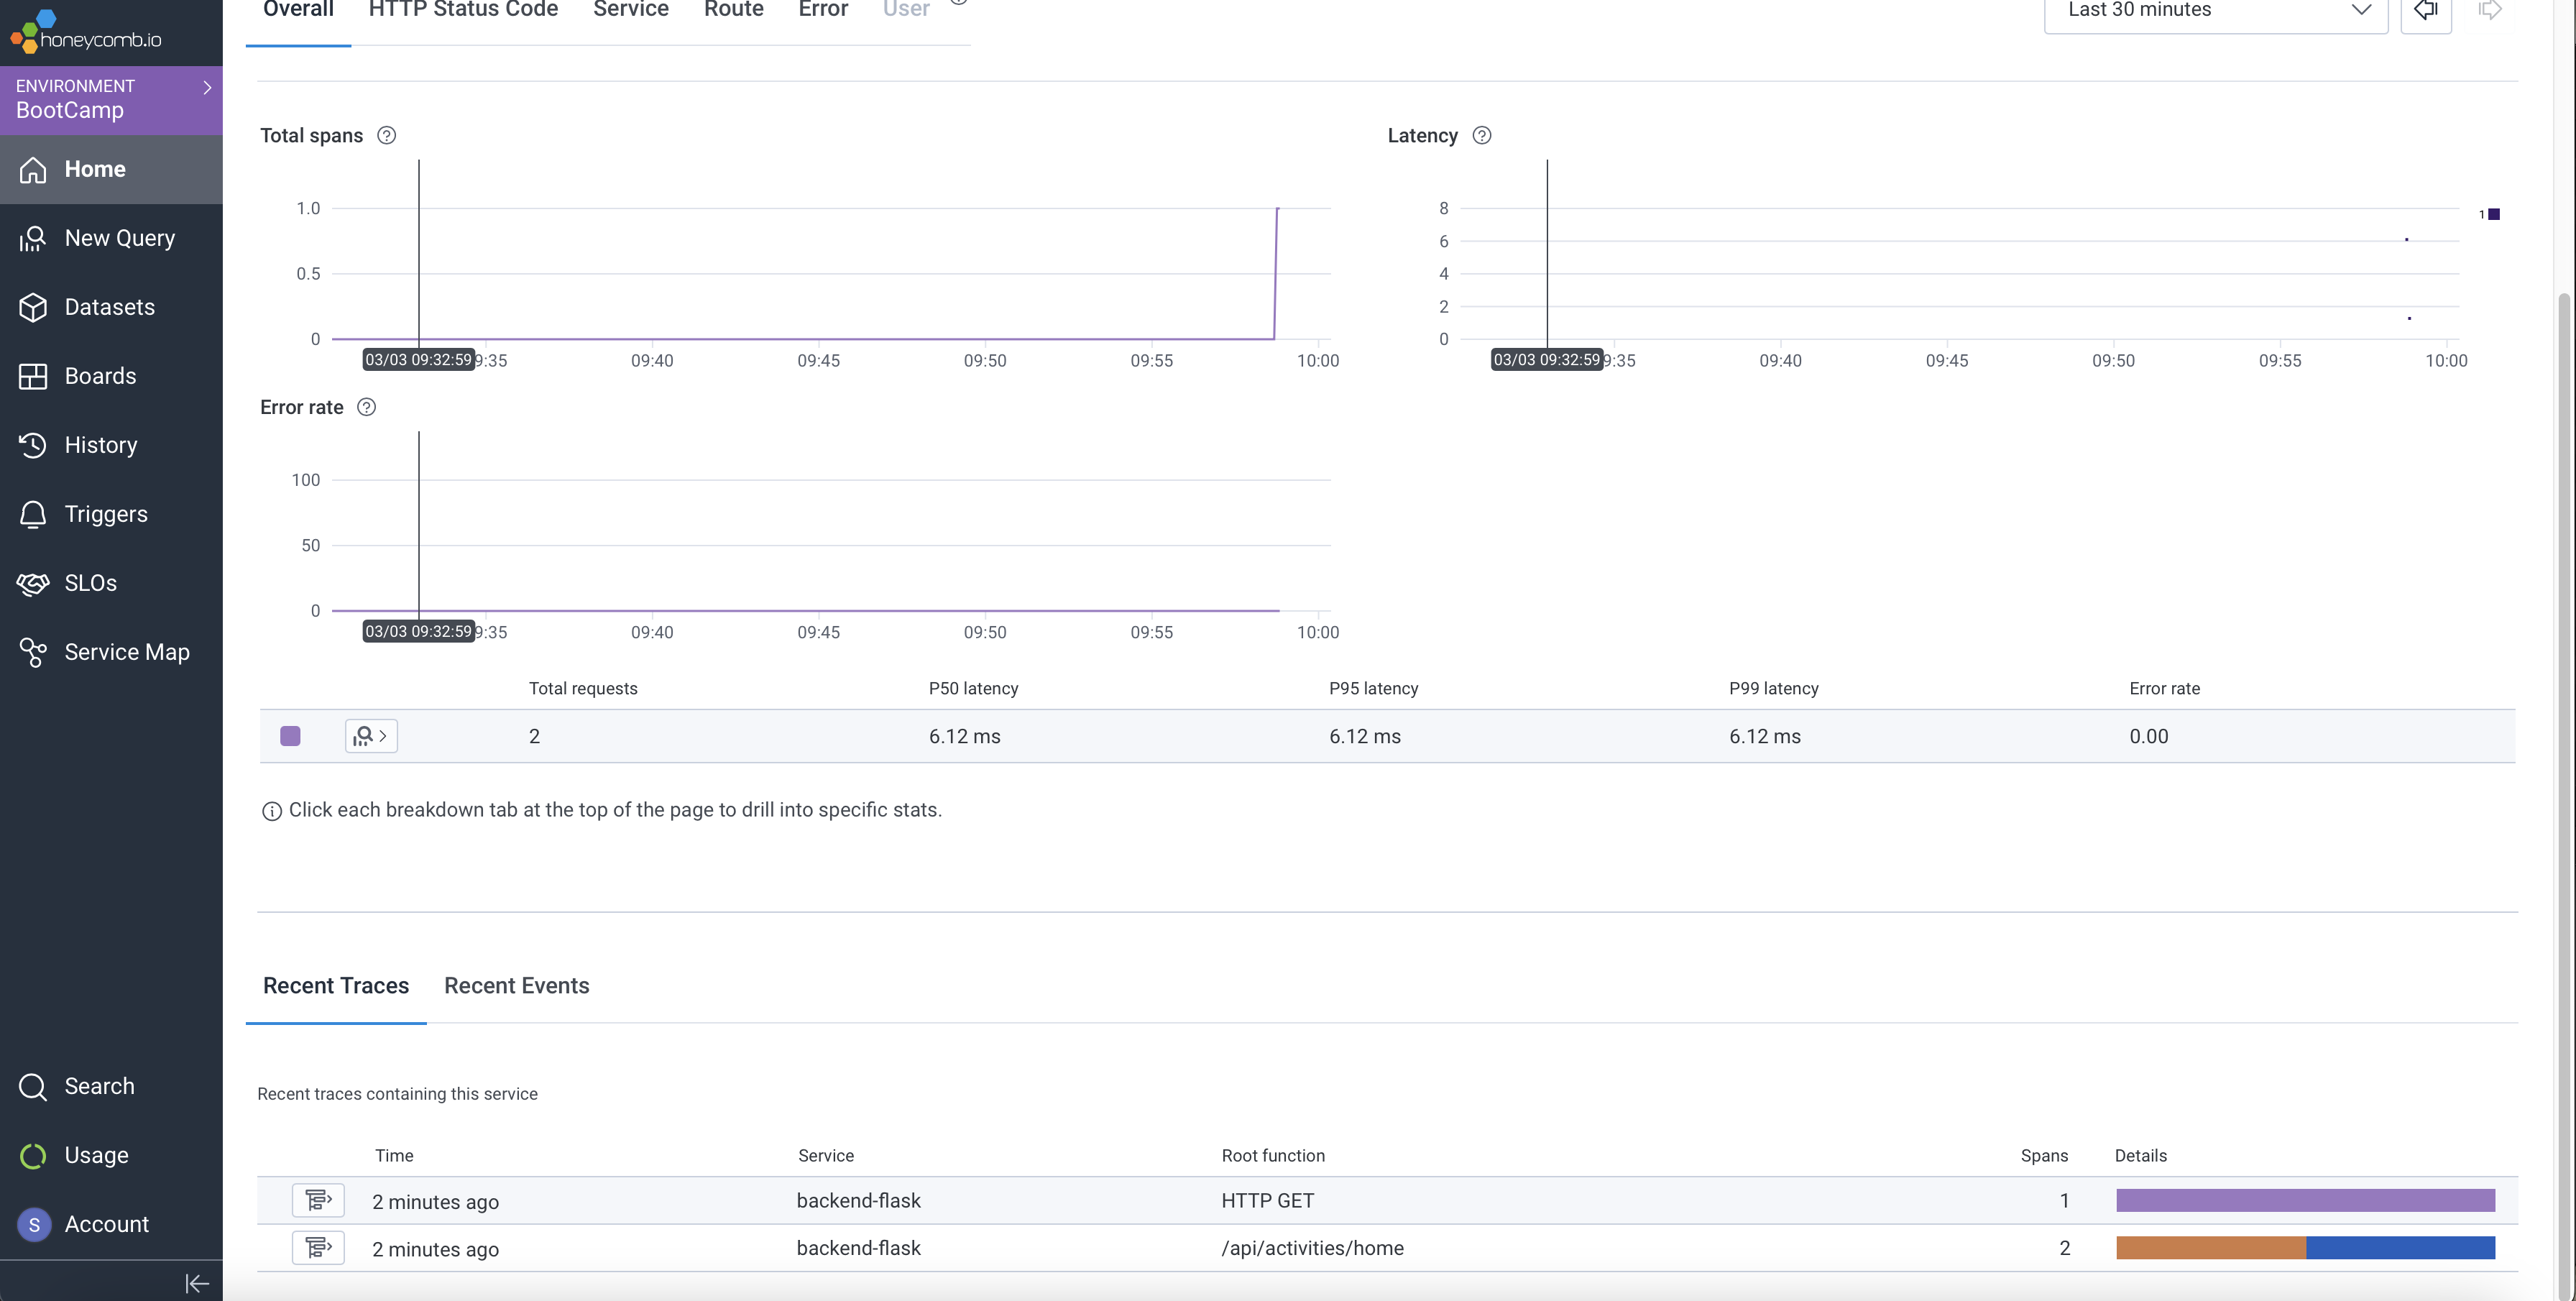 honeycomb.io
Overall HTTP Status Code Service Route Error User
Last 30 minutes
ENVIRONMENT
BootCamp
Home
New Query
Datasets
Boards
History
Triggers
SLOs
Service Map
Search
Usage
S Account
Total spans ?
1.0
0.5
0
03/03 09:32:59 9:35 09:40 09:45 09:50 09:55 10:00
Latency ?
8
6
4
2
0
1
03/03 09:32:59 9:35 09:40 09:45 09:50 09:55 10:00
Error rate ?
100
50
0
03/03 09:32:59 9:35 09:40 09:45 09:50 09:55 10:00
Total requests P50 latency P95 latency P99 latency Error rate
2 6.12 ms 6.12 ms 6.12 ms 0.00
Click each breakdown tab at the top of the page to drill into specific stats.
Recent Traces Recent Events
Recent traces containing this service
Time Service Root function Spans Details
2 minutes ago backend-flask HTTP GET 1
2 minutes ago backend-flask /api/activities/home 2